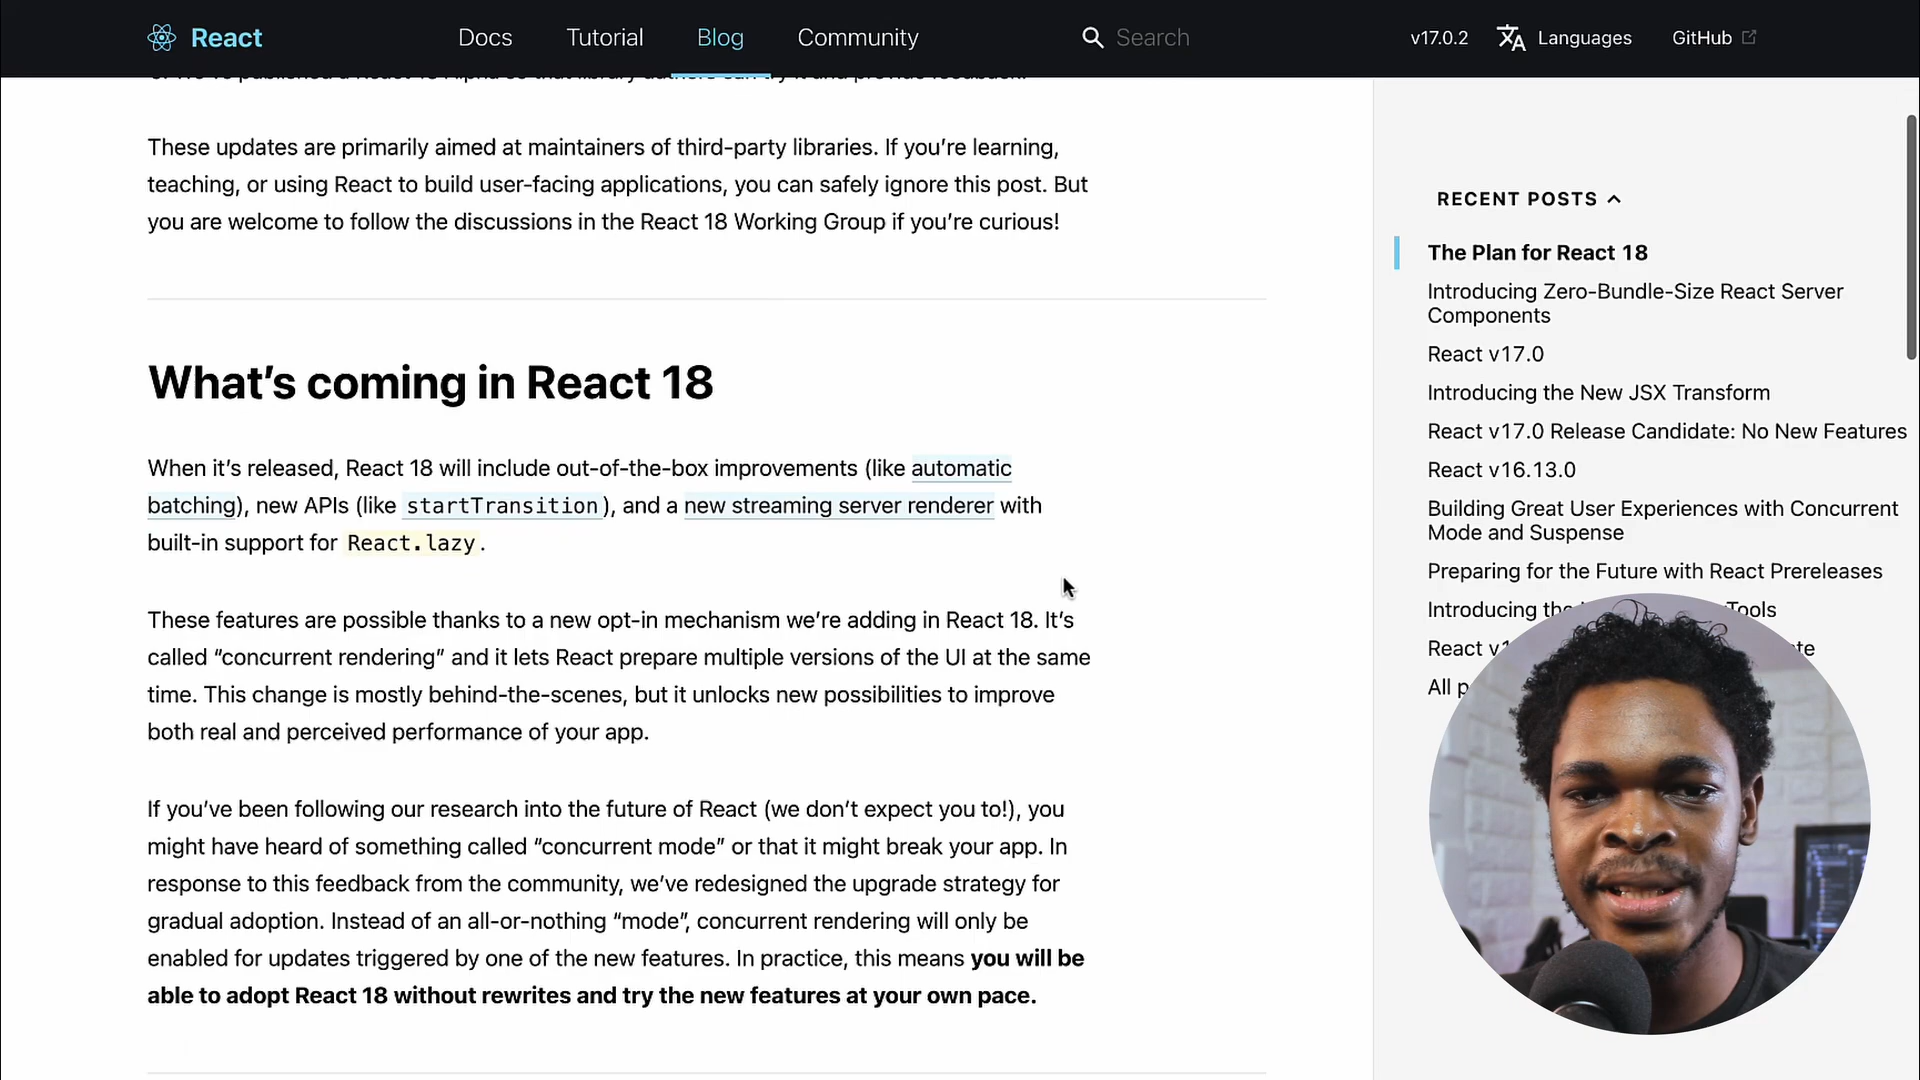 React
Docs
Tutorial
Blog
Community
Search
v17.0.2
Languages
GitHub
These updates are primarily aimed at maintainers of third-party libraries. If you’re learning,
teaching, or using React to build user-facing applications, you can safely ignore this post. But
you are welcome to follow the discussions in the React 18 Working Group if you’re curious!
What’s coming in React 18
When it’s released, React 18 will include out-of-the-box improvements (like automatic
batching), new APIs (like startTransition), and a new streaming server renderer with
built-in support for React.lazy.
These features are possible thanks to a new opt-in mechanism we’re adding in React 18. It’s
called “concurrent rendering” and it lets React prepare multiple versions of the UI at the same
time. This change is mostly behind-the-scenes, but it unlocks new possibilities to improve
both real and perceived performance of your app.
If you’ve been following our research into the future of React (we don’t expect you to!), you
might have heard of something called “concurrent mode” or that it might break your app. In
response to this feedback from the community, we’ve redesigned the upgrade strategy for
gradual adoption. Instead of an all-or-nothing “mode”, concurrent rendering will only be
enabled for updates triggered by one of the new features. In practice, this means you will be
able to adopt React 18 without rewrites and try the new features at your own pace.
RECENT POSTS
The Plan for React 18
Introducing Zero-Bundle-Size React Server
Components
React v17.0
Introducing the New JSX Transform
React v17.0 Release Candidate: No New Features
React v16.13.0
Building Great User Experiences with Concurrent
Mode and Suspense
Preparing for the Future with React Prereleases
Introducing the Tools
React
All